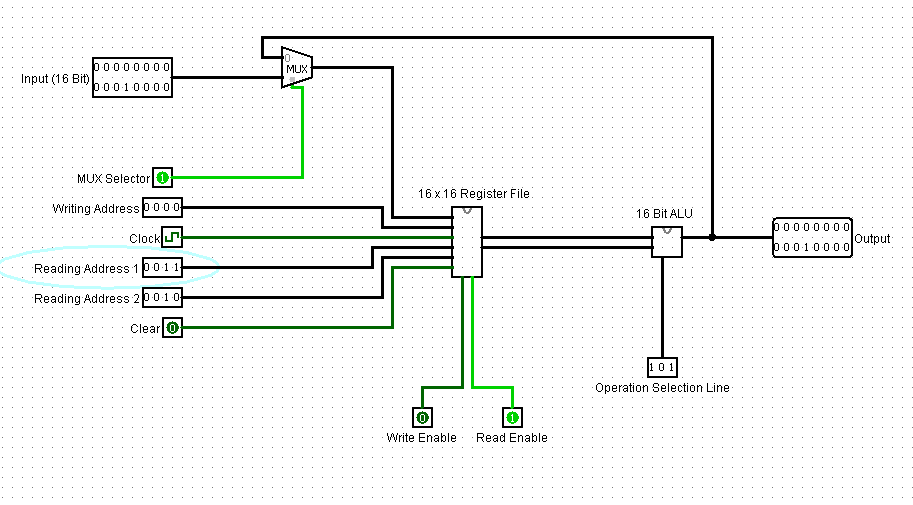 0 0 0 0 0 0 0 0
Input (16 Bit)
0 0 0 1 0 0 0 0
0
MUX
MUX Selector 1
16 x 16 Register File
Writing Address 0 0 0 0
16 Bit ALU
Clock
0 0 0 0 0 0 0 0
Output
0 0 0 1 0 0 0 0
Reading Address 1 0 0 1 1
Reading Address 2 0 0 1 0
Clear 0
1 0 1
Operation Selection Line
0 1
Write Enable Read Enable